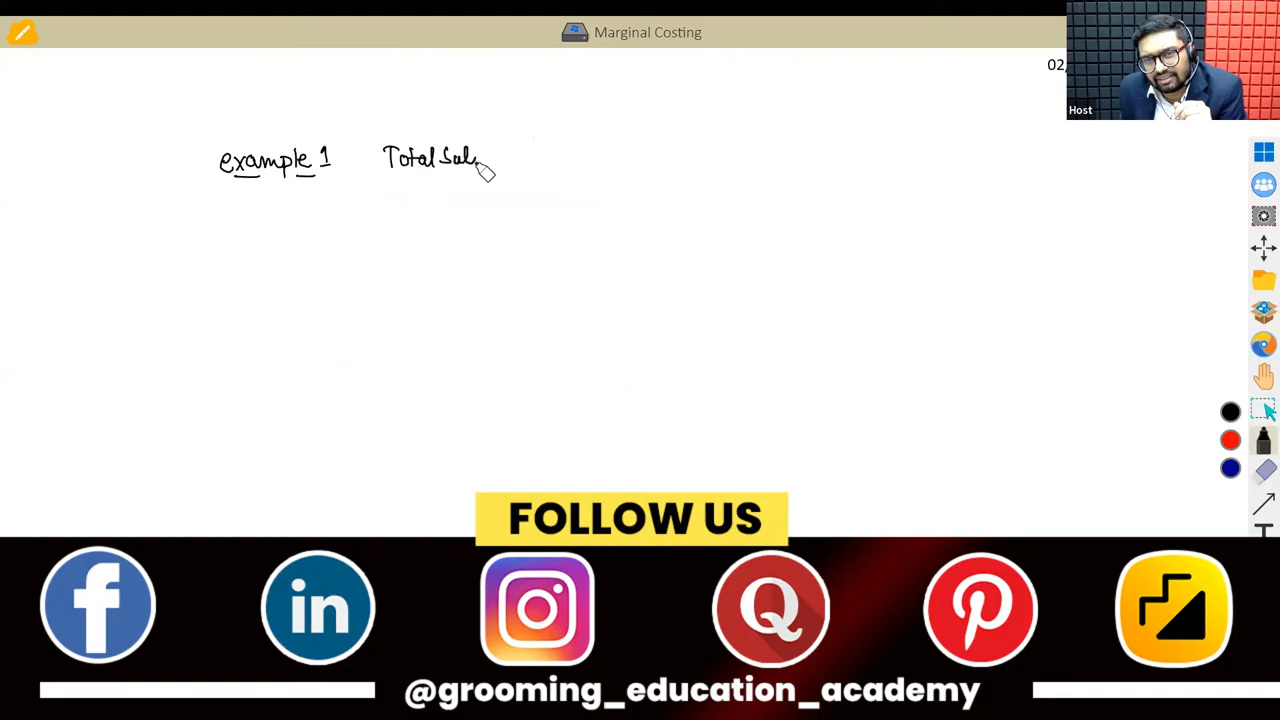 Marginal Costing
02/
Host
example 1 Total Sal
FOLLOW US
@grooming_education_academy